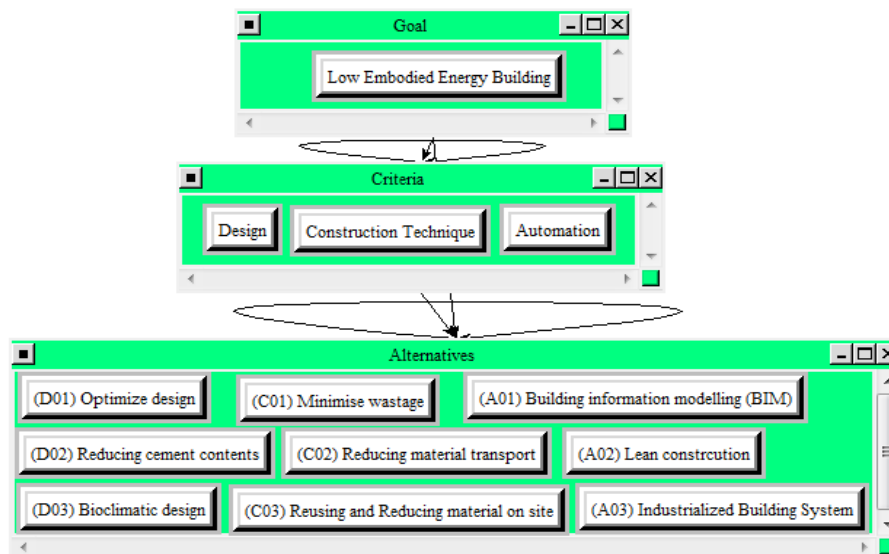 Goal
Low Embodied Energy Building
Criteria
Design Construction Technique Automation
Alternatives
(D01) Optimize design (C01) Minimise wastage (A01) Building information modelling (BIM)
(D02) Reducing cement contents (C02) Reducing material transport (A02) Lean constrcution
(D03) Bioclimatic design (C03) Reusing and Reducing material on site (A03) Industrialized Building System